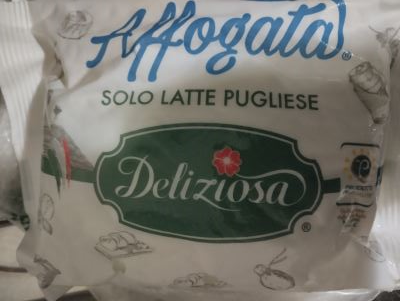 Affogata®
SOLO LATTE PUGLIESE
Deliziosa®